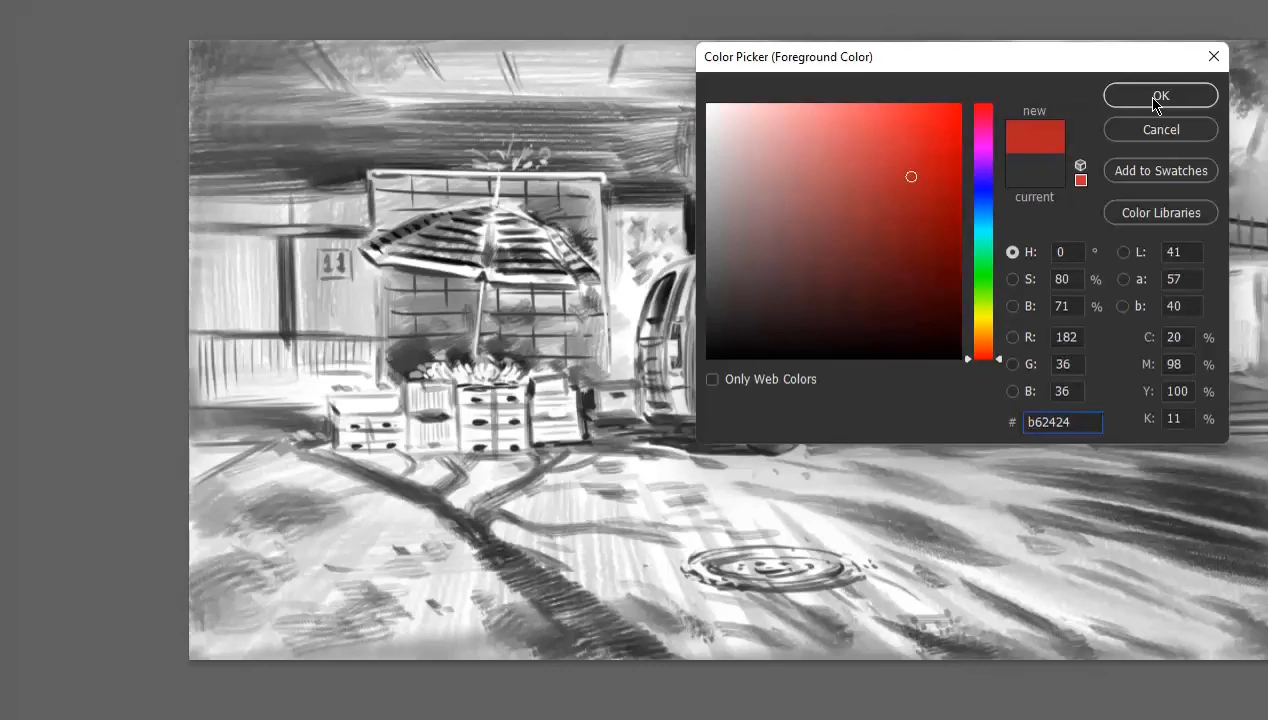 Color Picker (Foreground Color)
new
OK
Cancel
Add to Swatches
current
Color Libraries
H: 0 ° L: 41
S: 80 % a: 57
B: 71 % b: 40
R: 182 C: 20 %
G: 36 M: 98 %
B: 36 Y: 100 %
# b62424 K: 11 %
Only Web Colors
11